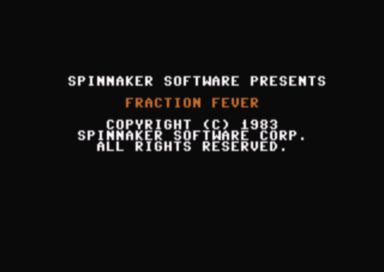 SPINNAKER SOFTWARE PRESENTS
FRACTION FEVER
COPYRIGHT (C) 1983
SPINNAKER SOFTWARE CORP.
ALL RIGHTS RESERVED.